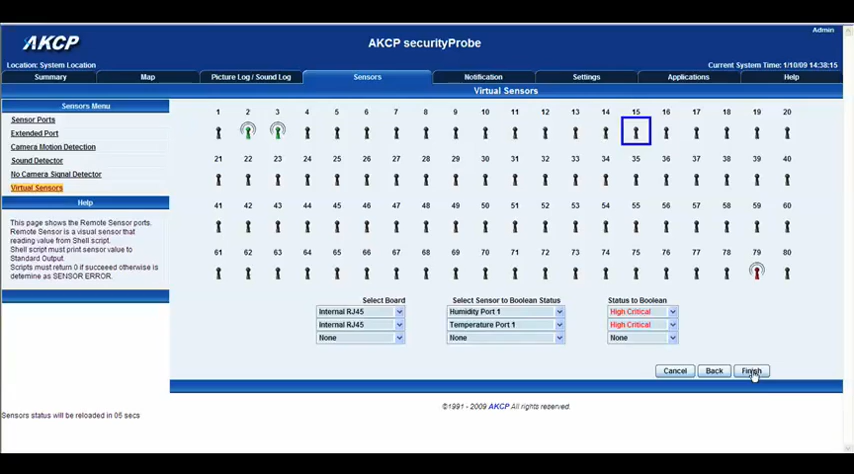 Admin
AKCP
AKCP securityProbe
Location: System Location
Current System Time: 1/10/09 14:38:15
Summary Map Picture Log / Sound Log Sensors Notification Settings Applications Help
Sensors Menu
Virtual Sensors
Sensor Ports
Extended Port
Camera Motion Detection
Sound Detector
No Camera Signal Detector
Virtual Sensors
Help
This page shows the Remote Sensor ports.
Remote Sensor is a visual sensor that
reading value from Shell script.
Shell script must print sensor value to
Standard Output.
Scripts must return 0 if succeed otherwise is
detemine as SENSOR ERROR.
1 2 3 4 5 6 7 8 9 10 11 12 13 14 15 16 17 18 19 20
21 22 23 24 25 26 27 28 29 30 31 32 33 34 35 36 37 38 39 40
41 42 43 44 45 46 47 48 49 50 51 52 53 54 55 56 57 58 59 60
61 62 63 64 65 66 67 68 69 70 71 72 73 74 75 76 77 78 79 80
Select Board Select Sensor to Boolean Status Status to Boolean
Internal RJ45 Humidity Port 1 High Critical
Internal RJ45 Temperature Port 1 High Critical
None None None
Cancel Back Finish
©1991 - 2009 AKCP All rights reserved.
Sensors status will be reloaded in 05 secs